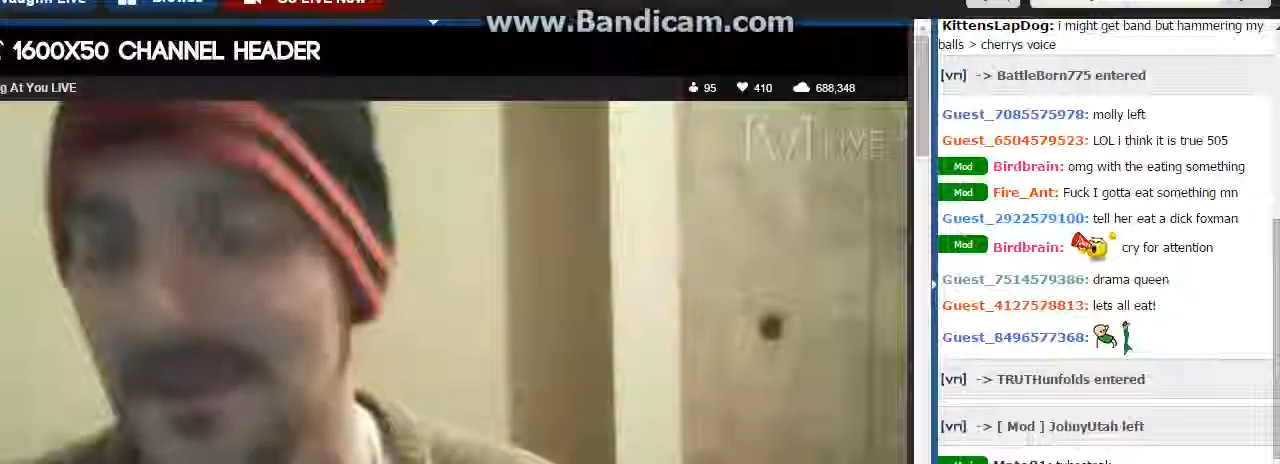 www.Bandicam.com
1600X50 CHANNEL HEADER
g At You LIVE
95 410 688,348
KittensLapDog: i might get band but hammering my
balls > cherrys voice
[vri] -> BattleBorn775 entered
Guest_7085575978: molly left
Guest_6504579523: LOL i think it is true 505
Mod Birdbrain: omg with the eating something
Mod Fire_Ant: Fuck I gotta eat something mn
Guest_2922579100: tell her eat a dick foxman
Mod Birdbrain: cry for attention
Guest_7514579386: drama queen
Guest_4127578813: lets all eat!
Guest_8496577368:
[vri] -> TRUTHunfolds entered
[vri] -> [ Mod ] JohnyUtah left